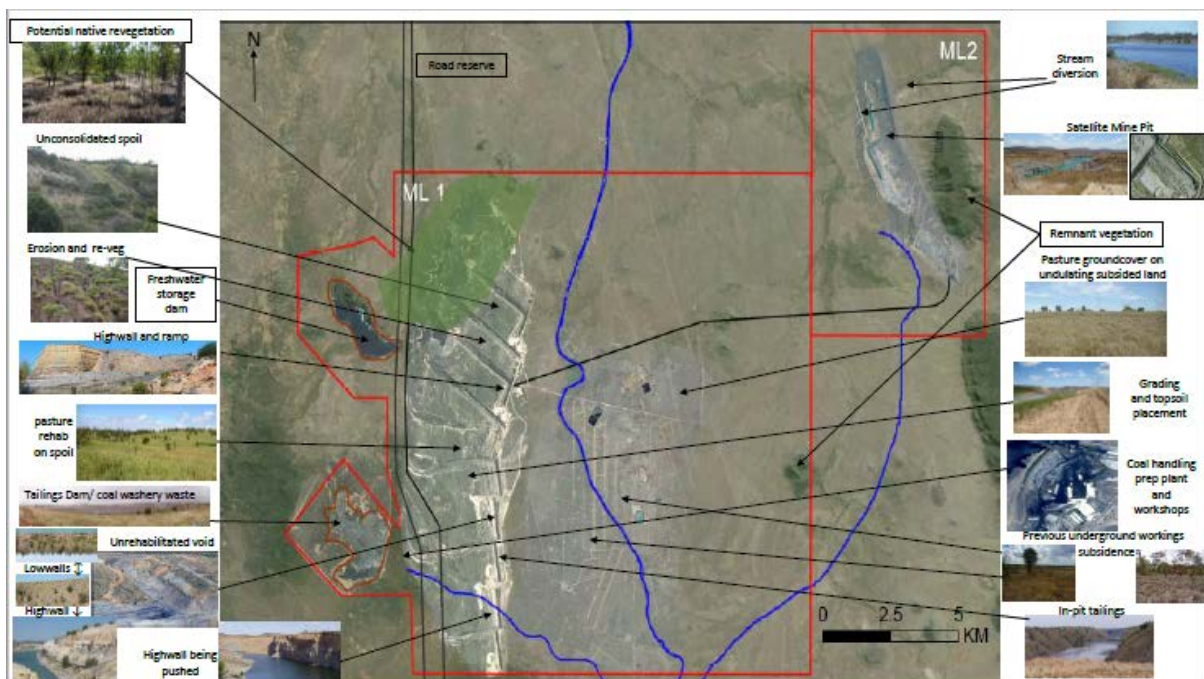 Potential native revegetation
Unconsolidated spoil
Erosion and re-veg
Freshwater
storage
dam
Highwall and ramp
pasture
rehab
on spoil
Tailings Dam/ coal washery waste
Unrehabilitated void
Lowwalls ↕
Highwall ↓
Highwall being
pushed
N
Road reserve
ML 1
ML2
0 2.5 5
KM
Stream
diversion
Satellite Mine Pit
Remnant vegetation
Pasture groundcover on
undulating subsided land
Grading
and topsoil
placement
Coal handling
prep plant
and
workshops
Previous underground workings
subsidence
In-pit tailings